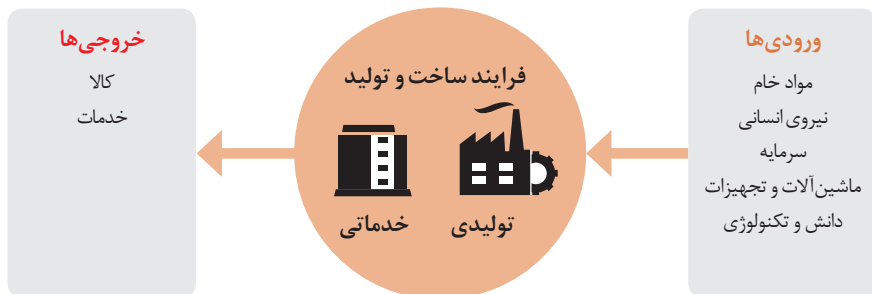 ورودی‌ها
مواد خام
نیروی انسانی
سرمایه
ماشین‌آلات و تجهیزات
دانش و تکنولوژی
فرایند ساخت و تولید
تولیدی
خدماتی
خروجی‌ها
کالا
خدمات